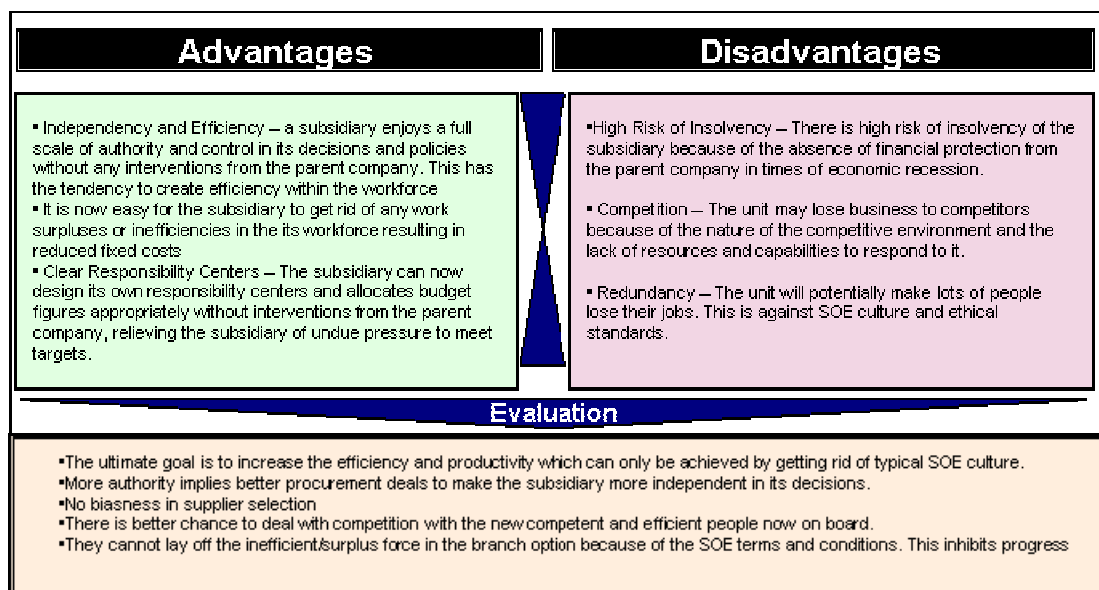 Advantages
Disadvantages
▪ Independency and Efficiency – a subsidiary enjoys a full
scale of authority and control in its decisions and policies
without any interventions from the parent company. This has
the tendency to create efficiency within the workforce
▪ It is now easy for the subsidiary to get rid of any work
surpluses or inefficiencies in the its workforce resulting in
reduced fixed costs
▪ Clear Responsibility Centers – The subsidiary can now
design its own responsibility centers and allocates budget
figures appropriately without interventions from the parent
company, relieving the subsidiary of undue pressure to meet
targets.
▪High Risk of Insolvency – There is high risk of insolvency of the
subsidiary because of the absence of financial protection from
the parent company in times of economic recession.
▪ Competition – The unit may lose business to competitors
because of the nature of the competitive environment and the
lack of resources and capabilities to respond to it.
▪ Redundancy – The unit will potentially make lots of people
lose their jobs. This is against SOE culture and ethical
standards.
Evaluation
▪The ultimate goal is to increase the efficiency and productivity which can only be achieved by getting rid of typical SOE culture.
▪More authority implies better procurement deals to make the subsidiary more independent in its decisions.
▪No biasness in supplier selection
▪There is better chance to deal with competition with the new competent and efficient people now on board.
▪They cannot lay off the inefficient/surplus force in the branch option because of the SOE terms and conditions. This inhibits progress